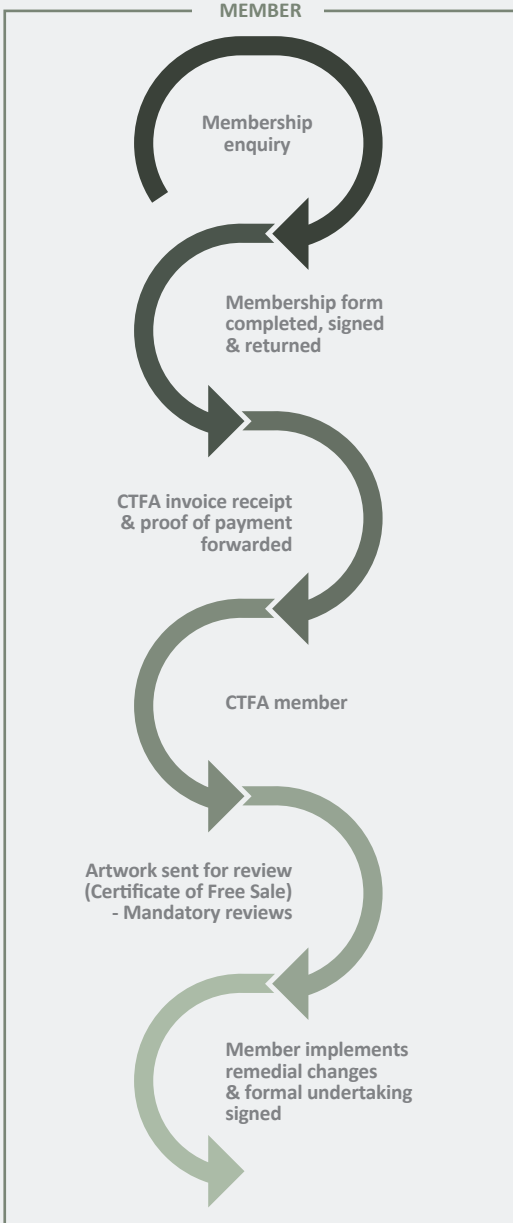 MEMBER
Membership
enquiry
Membership form
completed, signed
& returned
CTFA invoice receipt
& proof of payment
forwarded
CTFA member
Artwork sent for review
(Certificate of Free Sale)
- Mandatory reviews
Member implements
remedial changes
& formal undertaking
signed